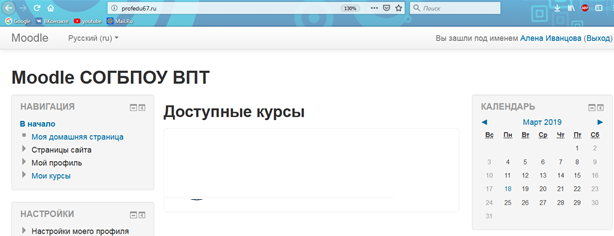 profedu67.ru
130%
Поиск
Google ВКонтакте youtube Mail.Ru
Moodle Русский (ru) Вы зашли под именем Алена Иванцова (Выход)
Moodle СОГБПОУ ВПТ
НАВИГАЦИЯ
В начало
Моя домашняя страница
Страницы сайта
Мой профиль
Мои курсы
НАСТРОЙКИ
Настройки моего профиля
Доступные курсы
КАЛЕНДАРЬ
◄ Март 2019 ►
Вс Пн Вт Ср Чт Пт Сб
1 2
3 4 5 6 7 8 9
10 11 12 13 14 15 16
17 18 19 20 21 22 23
24 25 26 27 28 29 30
31